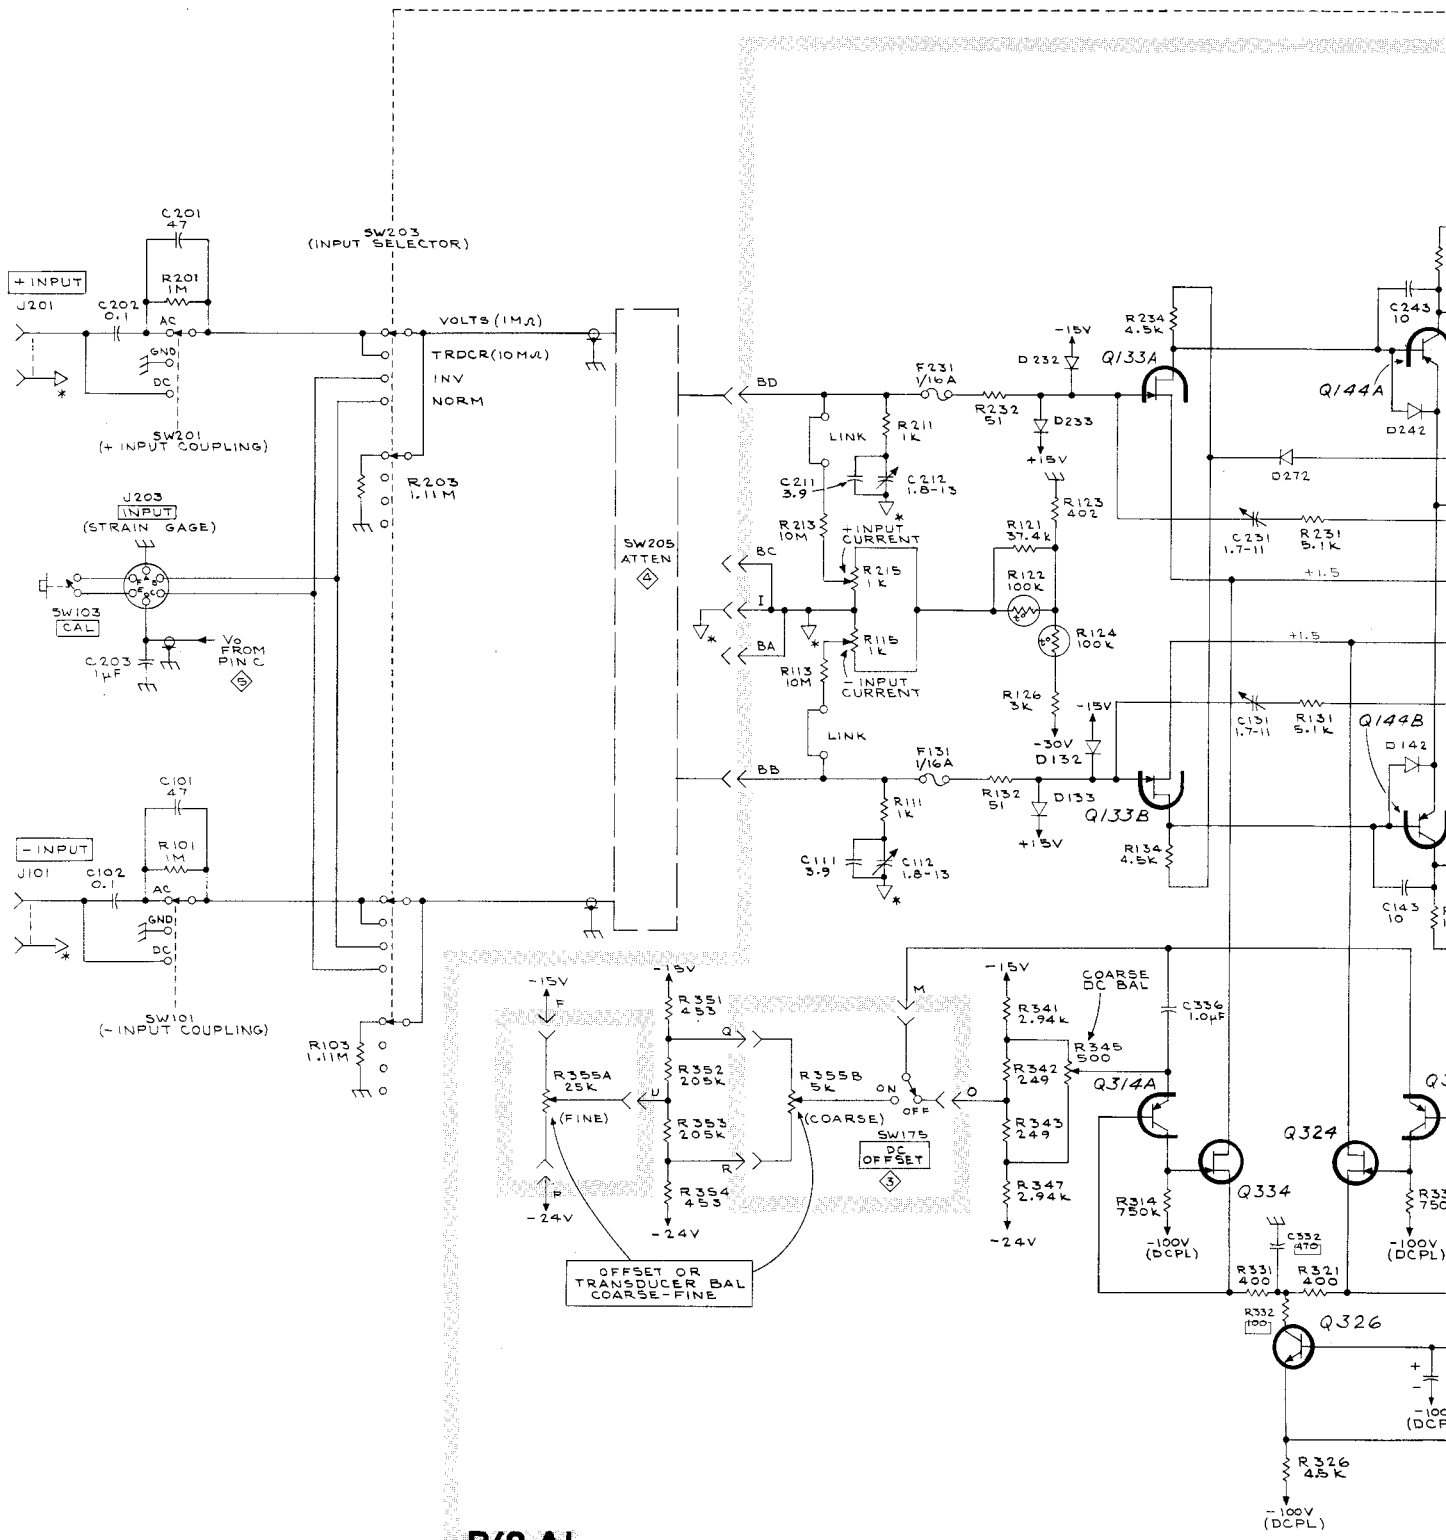 C201
47
SW203
(INPUT SELECTOR)
+ INPUT
J201
R201
1M
C202
0.1
AC
GND
DC
SW201
(+ INPUT COUPLING)
VOLTS (1MΩ)
TRDCR (10MΩ)
INV
NORM
R203
1.11M
J203
INPUT
(STRAIN GAGE)
SW103
CAL
C203
1µF
Vo
FROM
PIN C
5
SW205
ATTEN
4
BD
BC
I
BA
BB
LINK
R211
1K
C211
3.9
C212
1.8-13
*
R213
10M
+INPUT
CURRENT
R215
1K
R115
1K
*
*
R113
10M
-INPUT
CURRENT
LINK
F231
1/16A
R232
51
-15V
D232
D233
+15V
Q133A
R234
4.5K
R123
402
R121
37.4K
R122
100K
t°
R124
100K
t°
R126
3K
-30V
C243
10
Q144A
D242
D272
C231
1.7-11
R231
5.1K
+1.5
+1.5
C131
1.7-11
R131
5.1K
Q144B
D142
-15V
D132
F131
1/16A
R132
51
D133
+15V
Q133B
R134
4.5K
C143
10
R111
1K
C111
3.9
C112
1.8-13
*
C101
47
- INPUT
J101
R101
1M
C102
0.1
AC
GND
DC
SW101
(- INPUT COUPLING)
R103
1.11M
-15V
F
R355A
25K
(FINE)
P
-24V
-15V
R351
453
R352
205K
U
R353
205K
R354
453
-24V
Q
R
R355B
5K
(COARSE)
M
ON
OFF
SW175
DC
OFFSET
3
O
-15V
R341
2.94K
R342
249
R343
249
R347
2.94K
-24V
COARSE
DC BAL
R345
500
C336
1.0µF
Q314A
R314
750K
-100V
(DCPL)
Q334
Q324
C332
470
R331
400
R321
400
R332
100
Q326
-100V
(DCPL)
+
-
R326
4.5K
-100V
(DCPL)
OFFSET OR
TRANSDUCER BAL
COARSE-FINE